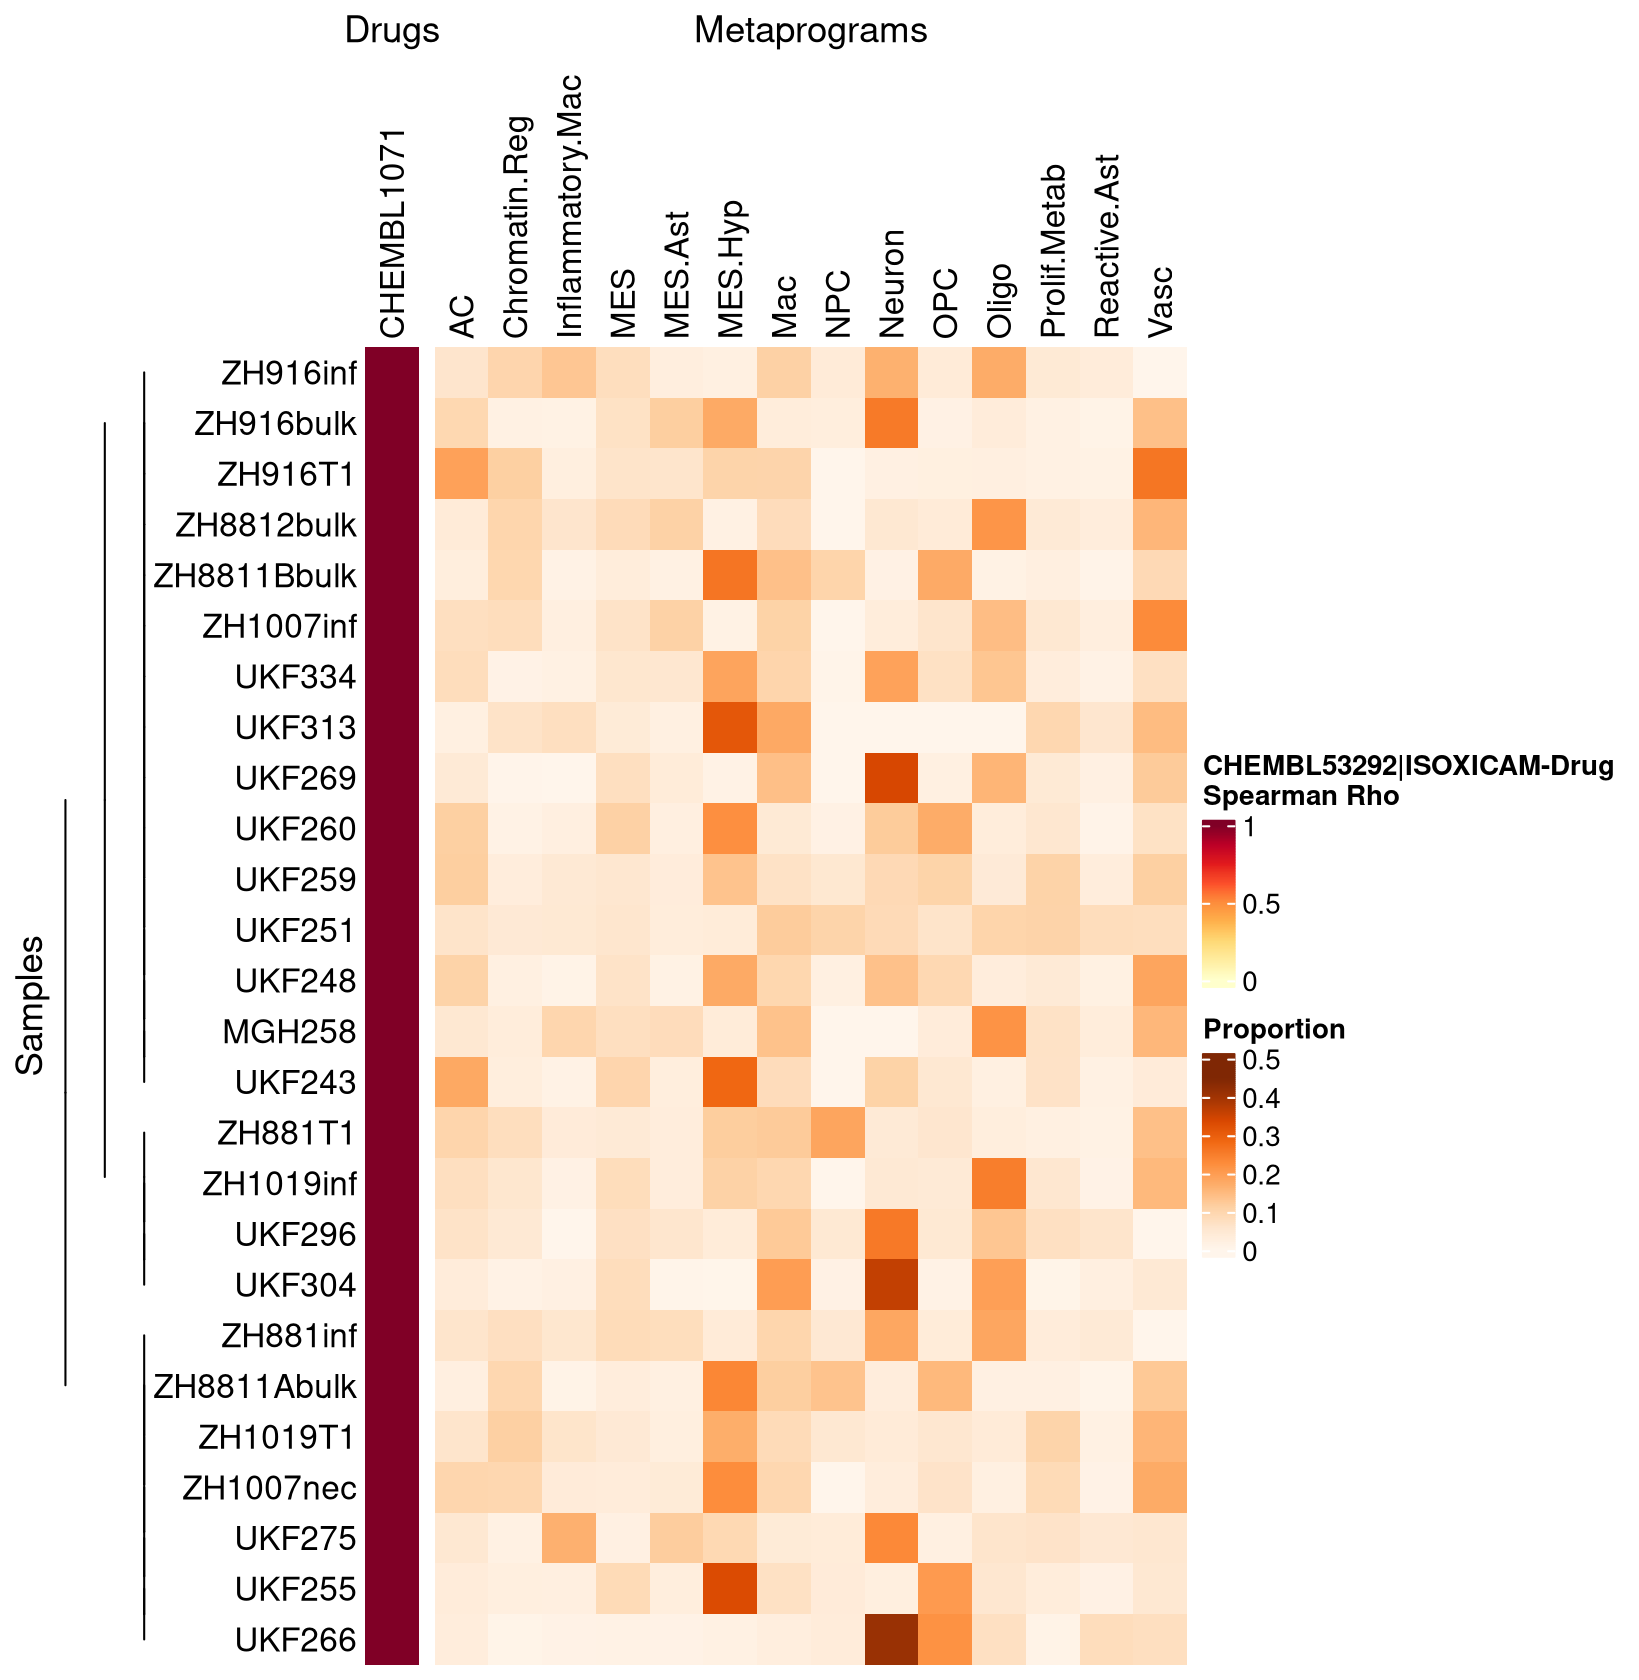 Drugs
Metaprograms
CHEMBL1071
AC
Chromatin.Reg
Inflammatory.Mac
MES
MES.Ast
MES.Hyp
Mac
NPC
Neuron
OPC
Oligo
Prolif.Metab
Reactive.Ast
Vasc
Samples
ZH916inf
ZH916bulk
ZH916T1
ZH8812bulk
ZH8811Bbulk
ZH1007inf
UKF334
UKF313
UKF269
UKF260
UKF259
UKF251
UKF248
MGH258
UKF243
ZH881T1
ZH1019inf
UKF296
UKF304
ZH881inf
ZH8811Abulk
ZH1019T1
ZH1007nec
UKF275
UKF255
UKF266
CHEMBL53292|ISOXICAM-Drug
Spearman Rho
1
0.5
0
Proportion
0.5
0.4
0.3
0.2
0.1
0